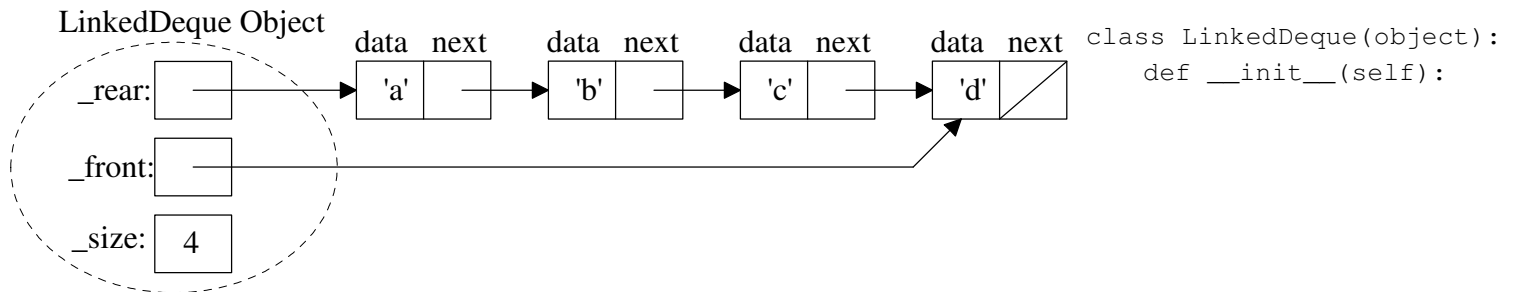 LinkedDeque Object
data next data next data next data next
_rear: 'a' 'b' 'c' 'd'
_front:
_size: 4
class LinkedDeque(object):
def __init__(self):